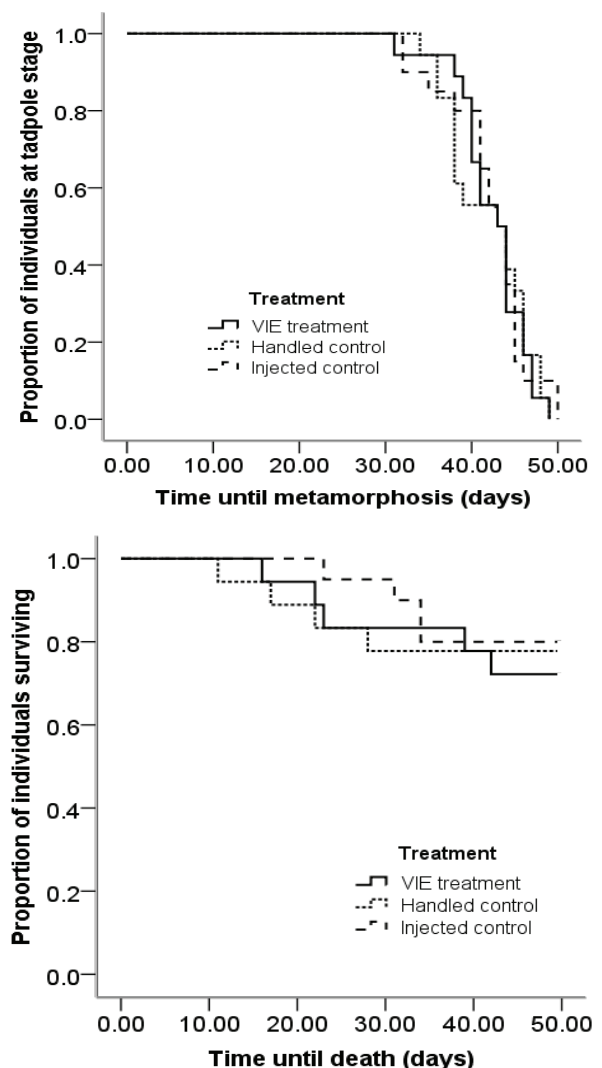 Proportion of individuals at tadpole stage
1.0
0.8
0.6
0.4
0.2
0.0
Treatment
VIE treatment
Handled control
Injected control
0.00 10.00 20.00 30.00 40.00 50.00
Time until metamorphosis (days)
Proportion of individuals surviving
1.0
0.8
0.6
0.4
0.2
0.0
Treatment
VIE treatment
Handled control
Injected control
0.00 10.00 20.00 30.00 40.00 50.00
Time until death (days)